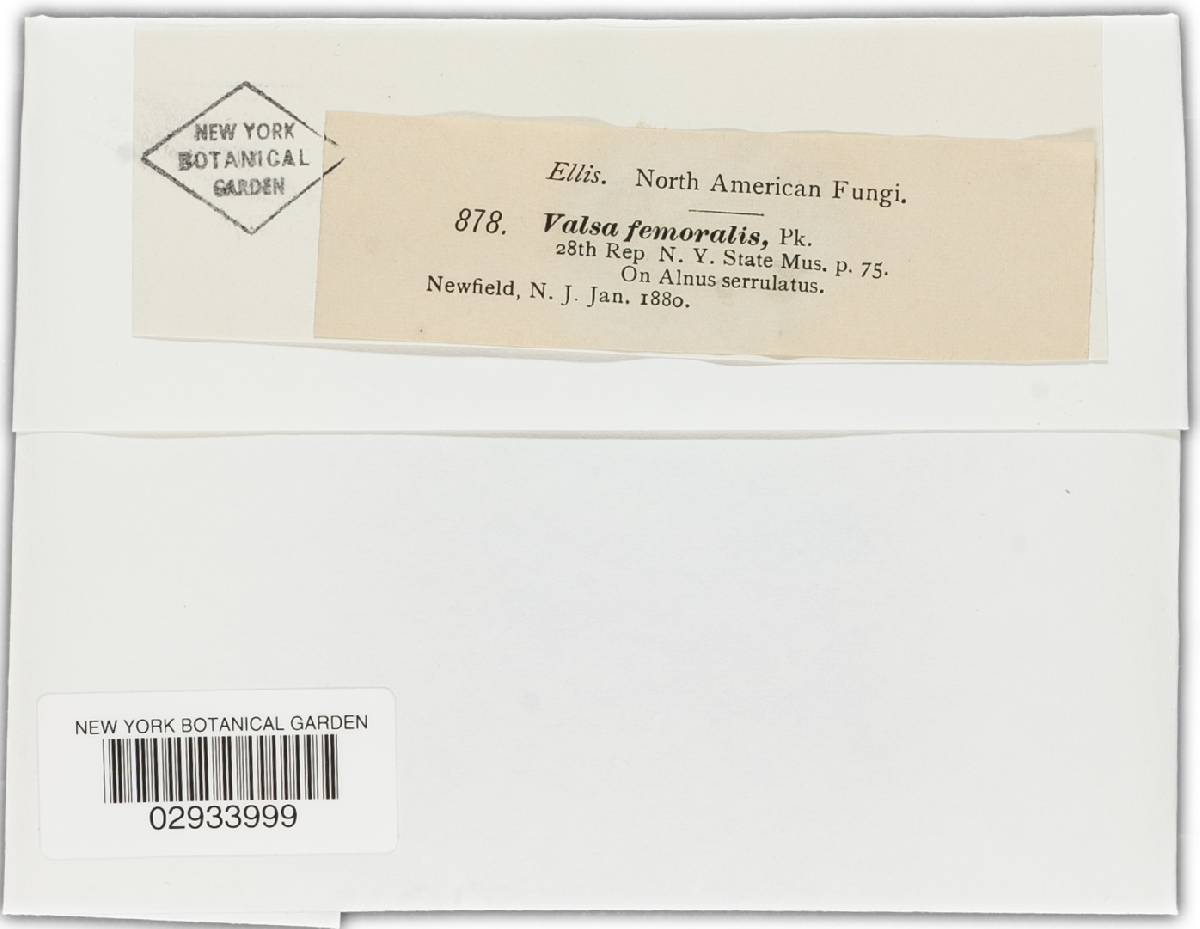 NEW YORK
BOTANICAL
GARDEN
Ellis. North American Fungi.
878. Valsa femoralis, Pk.
28th Rep N. Y. State Mus. p. 75.
On Alnus serrulatus.
Newfield, N. J. Jan. 1880.
NEW YORK BOTANICAL GARDEN
02933999